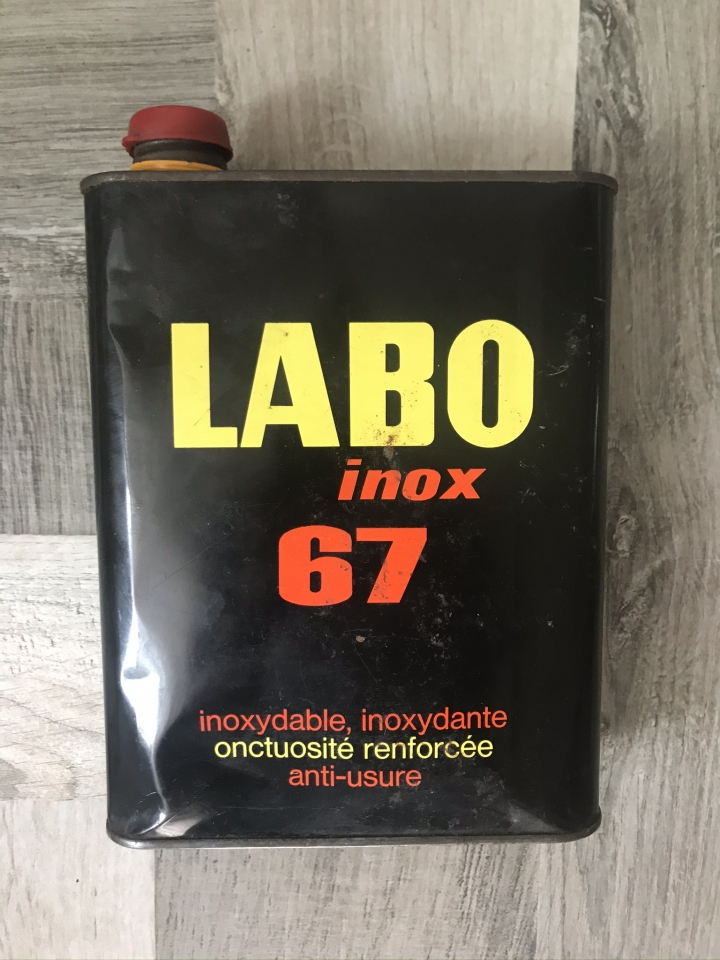 LABO
inox
67
inoxydable, inoxydante
onctuosité renforcée
anti-usure